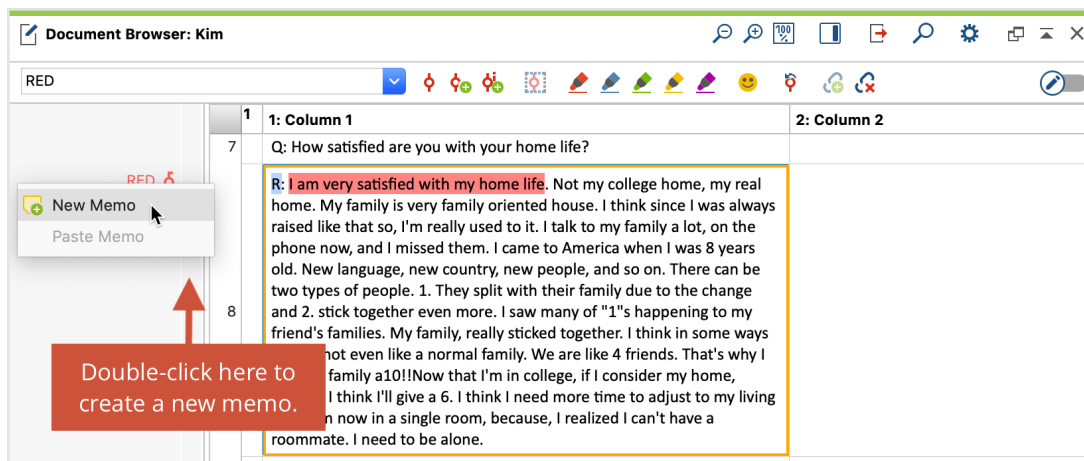 Document Browser: Kim
100
%
RED
1 1: Column 1 2: Column 2
7 Q: How satisfied are you with your home life?
RED
R: I am very satisfied with my home life. Not my college home, my real
home. My family is very family oriented house. I think since I was always
raised like that so, I'm really used to it. I talk to my family a lot, on the
phone now, and I missed them. I came to America when I was 8 years
old. New language, new country, new people, and so on. There can be
two types of people. 1. They split with their family due to the change
8 and 2. stick together even more. I saw many of "1"s happening to my
friend's families. My family, really sticked together. I think in some ways
not even like a normal family. We are like 4 friends. That's why I
family a10!!Now that I'm in college, if I consider my home,
I think I'll give a 6. I think I need more time to adjust to my living
now in a single room, because, I realized I can't have a
roommate. I need to be alone.
New Memo
Paste Memo
Double-click here to
create a new memo.